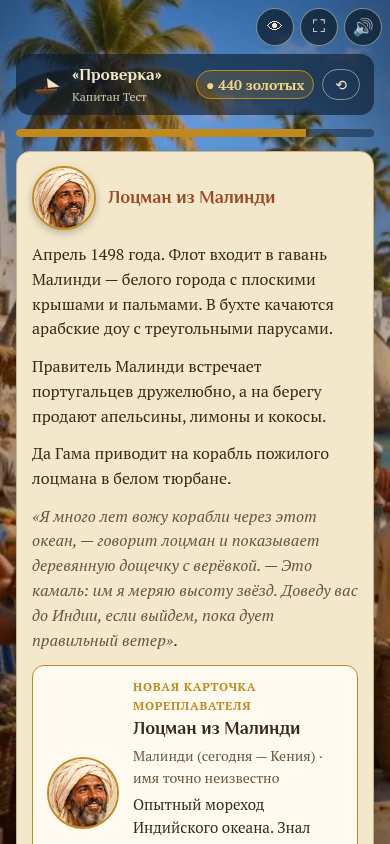 «Проверка»
Капитан Тест
● 440 золотых
Лоцман из Малинди
Апрель 1498 года. Флот входит в гавань
Малинди — белого города с плоскими
крышами и пальмами. В бухте качаются
арабские доу с треугольными парусами.
Правитель Малинди встречает
португальцев дружелюбно, а на берегу
продают апельсины, лимоны и кокосы.
Да Гама приводит на корабль пожилого
лоцмана в белом тюрбане.
«Я много лет вожу корабли через этот
океан, — говорит лоцман и показывает
деревянную дощечку с верёвкой. — Это
камаль: им я меряю высоту звёзд. Доведу вас
до Индии, если выйдем, пока дует
правильный ветер».
НОВАЯ КАРТОЧКА
МОРЕПЛАВАТЕЛЯ
Лоцман из Малинди
Малинди (сегодня — Кения) ·
имя точно неизвестно
Опытный мореход
Индийского океана. Знал